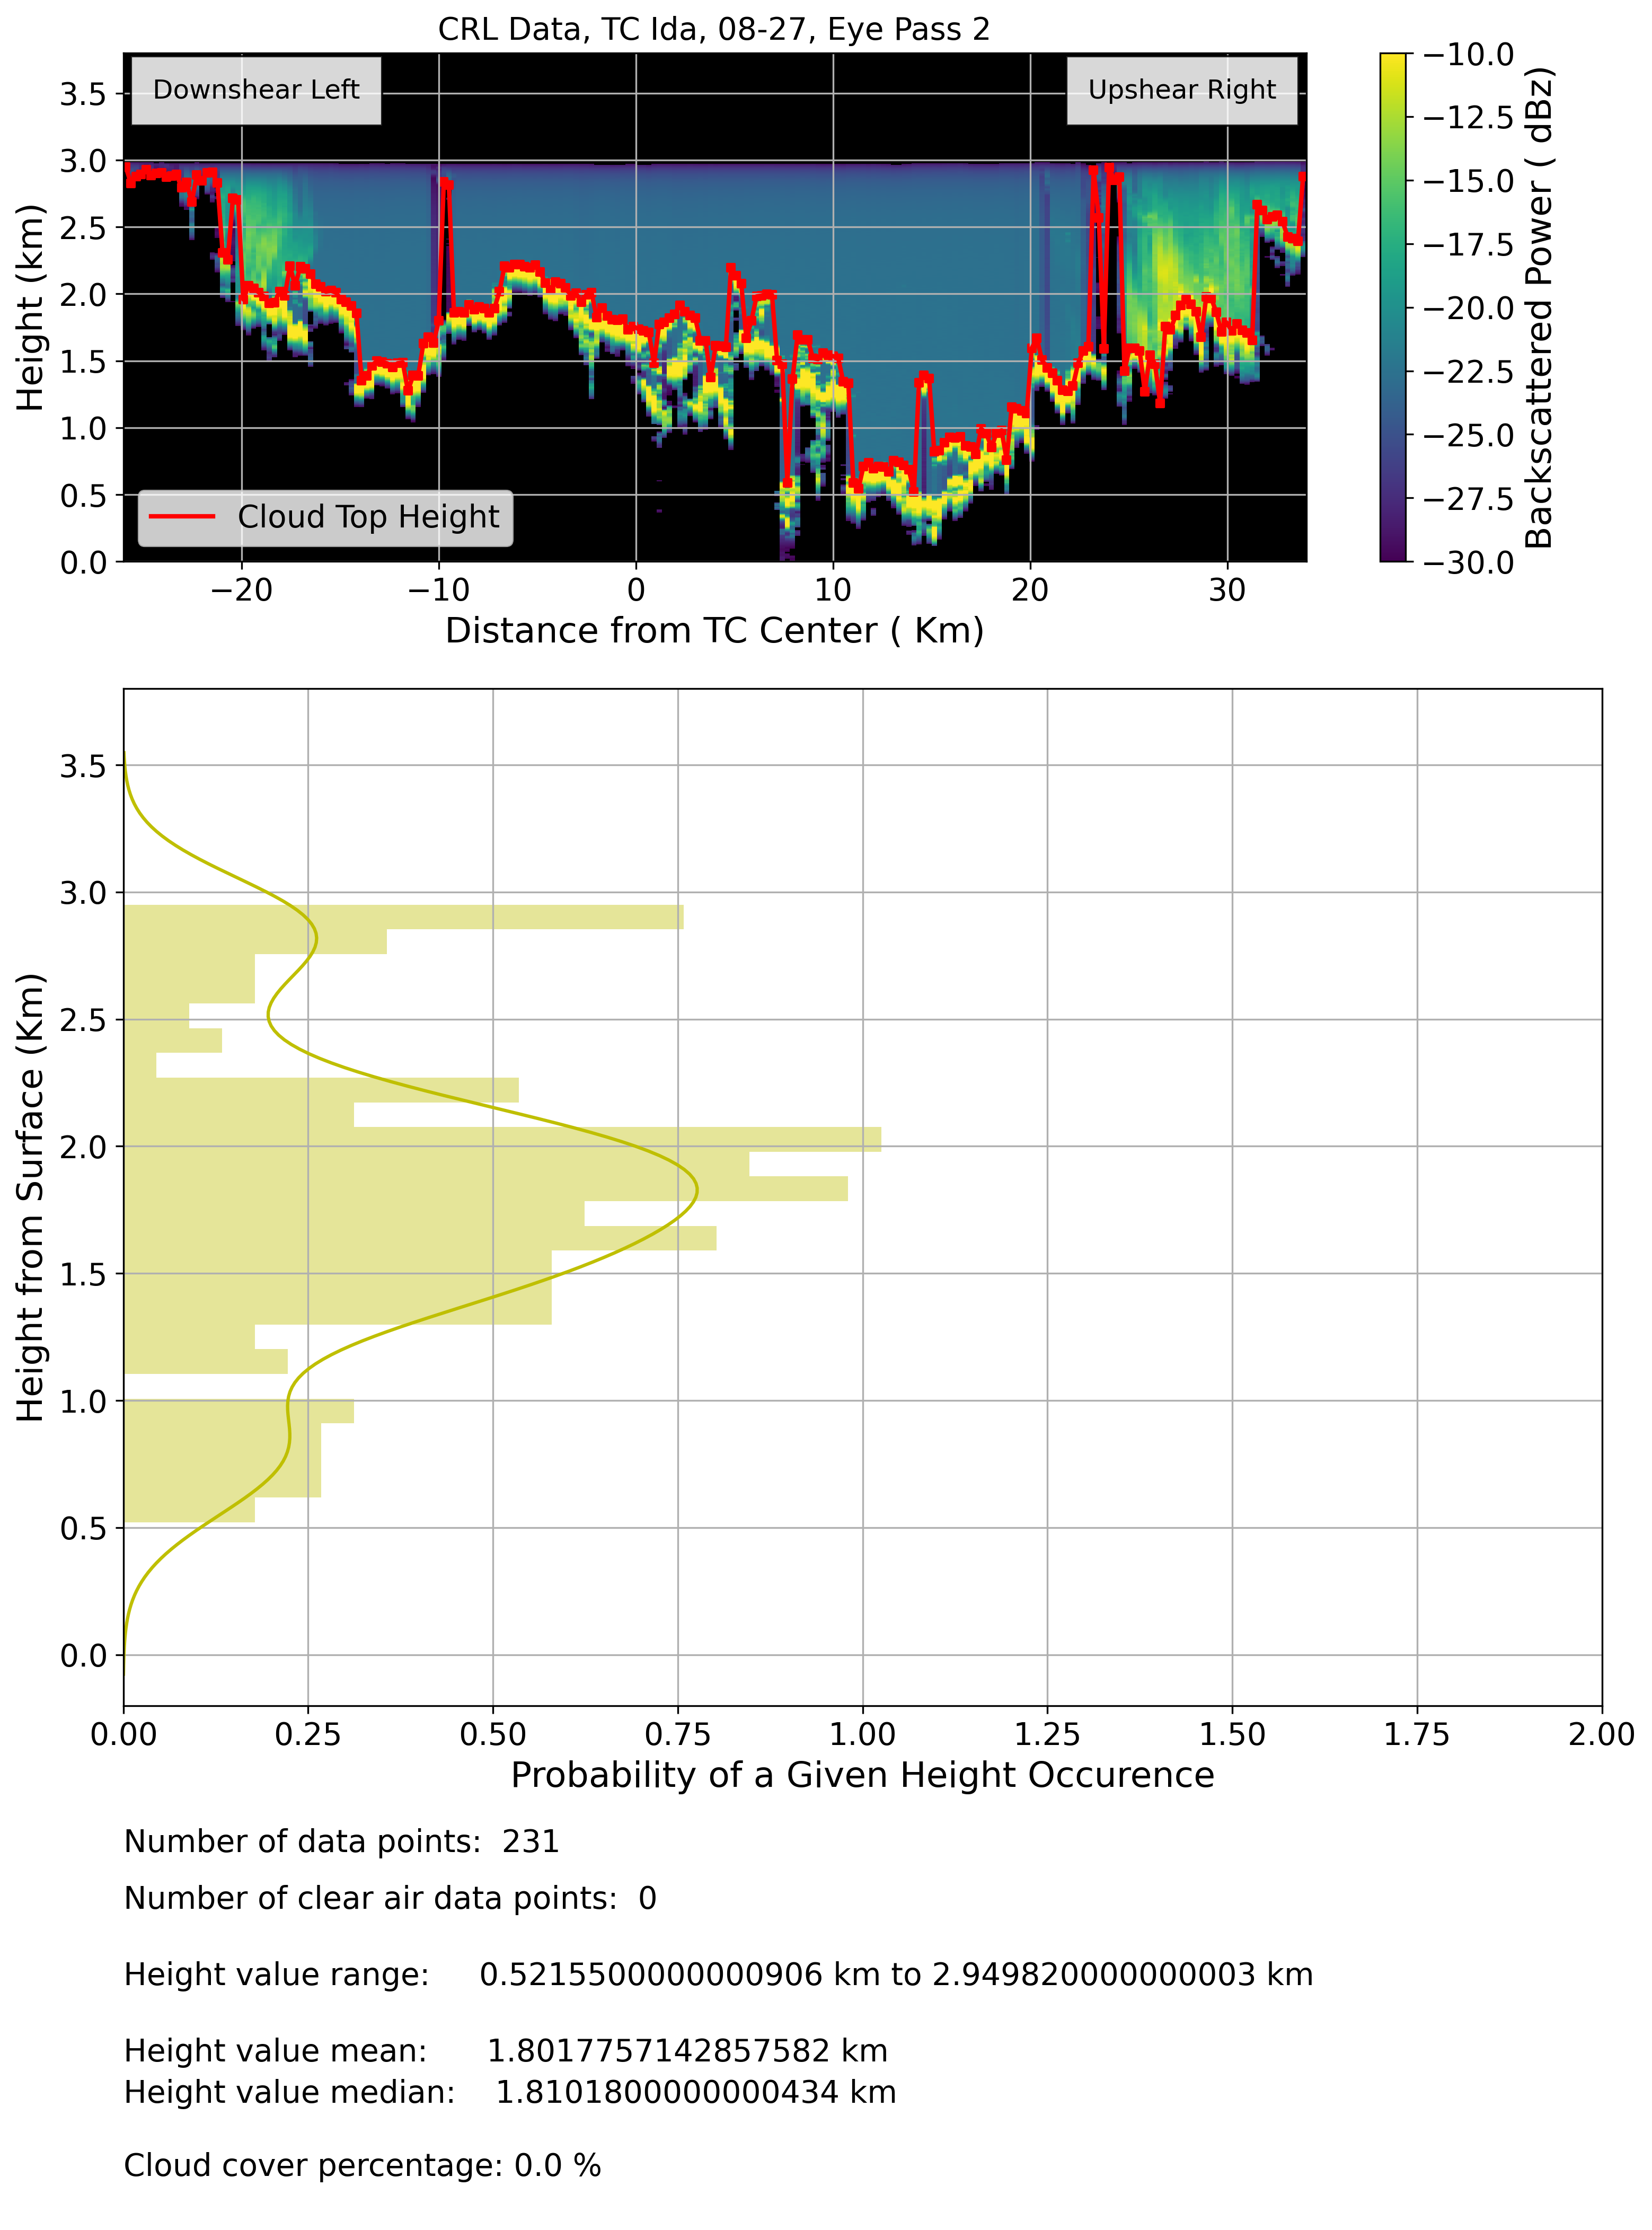 CRL Data, TC Ida, 08-27, Eye Pass 2
Downshear Left
Upshear Right
Height (km)
3.5
3.0
2.5
2.0
1.5
1.0
0.5
0.0
Cloud Top Height
−20 −10 0 10 20 30
Distance from TC Center ( Km)
−10.0
−12.5
−15.0
−17.5
−20.0
−22.5
−25.0
−27.5
−30.0
Backscattered Power ( dBz)
Height from Surface (Km)
3.5
3.0
2.5
2.0
1.5
1.0
0.5
0.0
0.00 0.25 0.50 0.75 1.00 1.25 1.50 1.75 2.00
Probability of a Given Height Occurence
Number of data points: 231
Number of clear air data points: 0
Height value range: 0.5215500000000906 km to 2.949820000000003 km
Height value mean: 1.8017757142857582 km
Height value median: 1.8101800000000434 km
Cloud cover percentage: 0.0 %